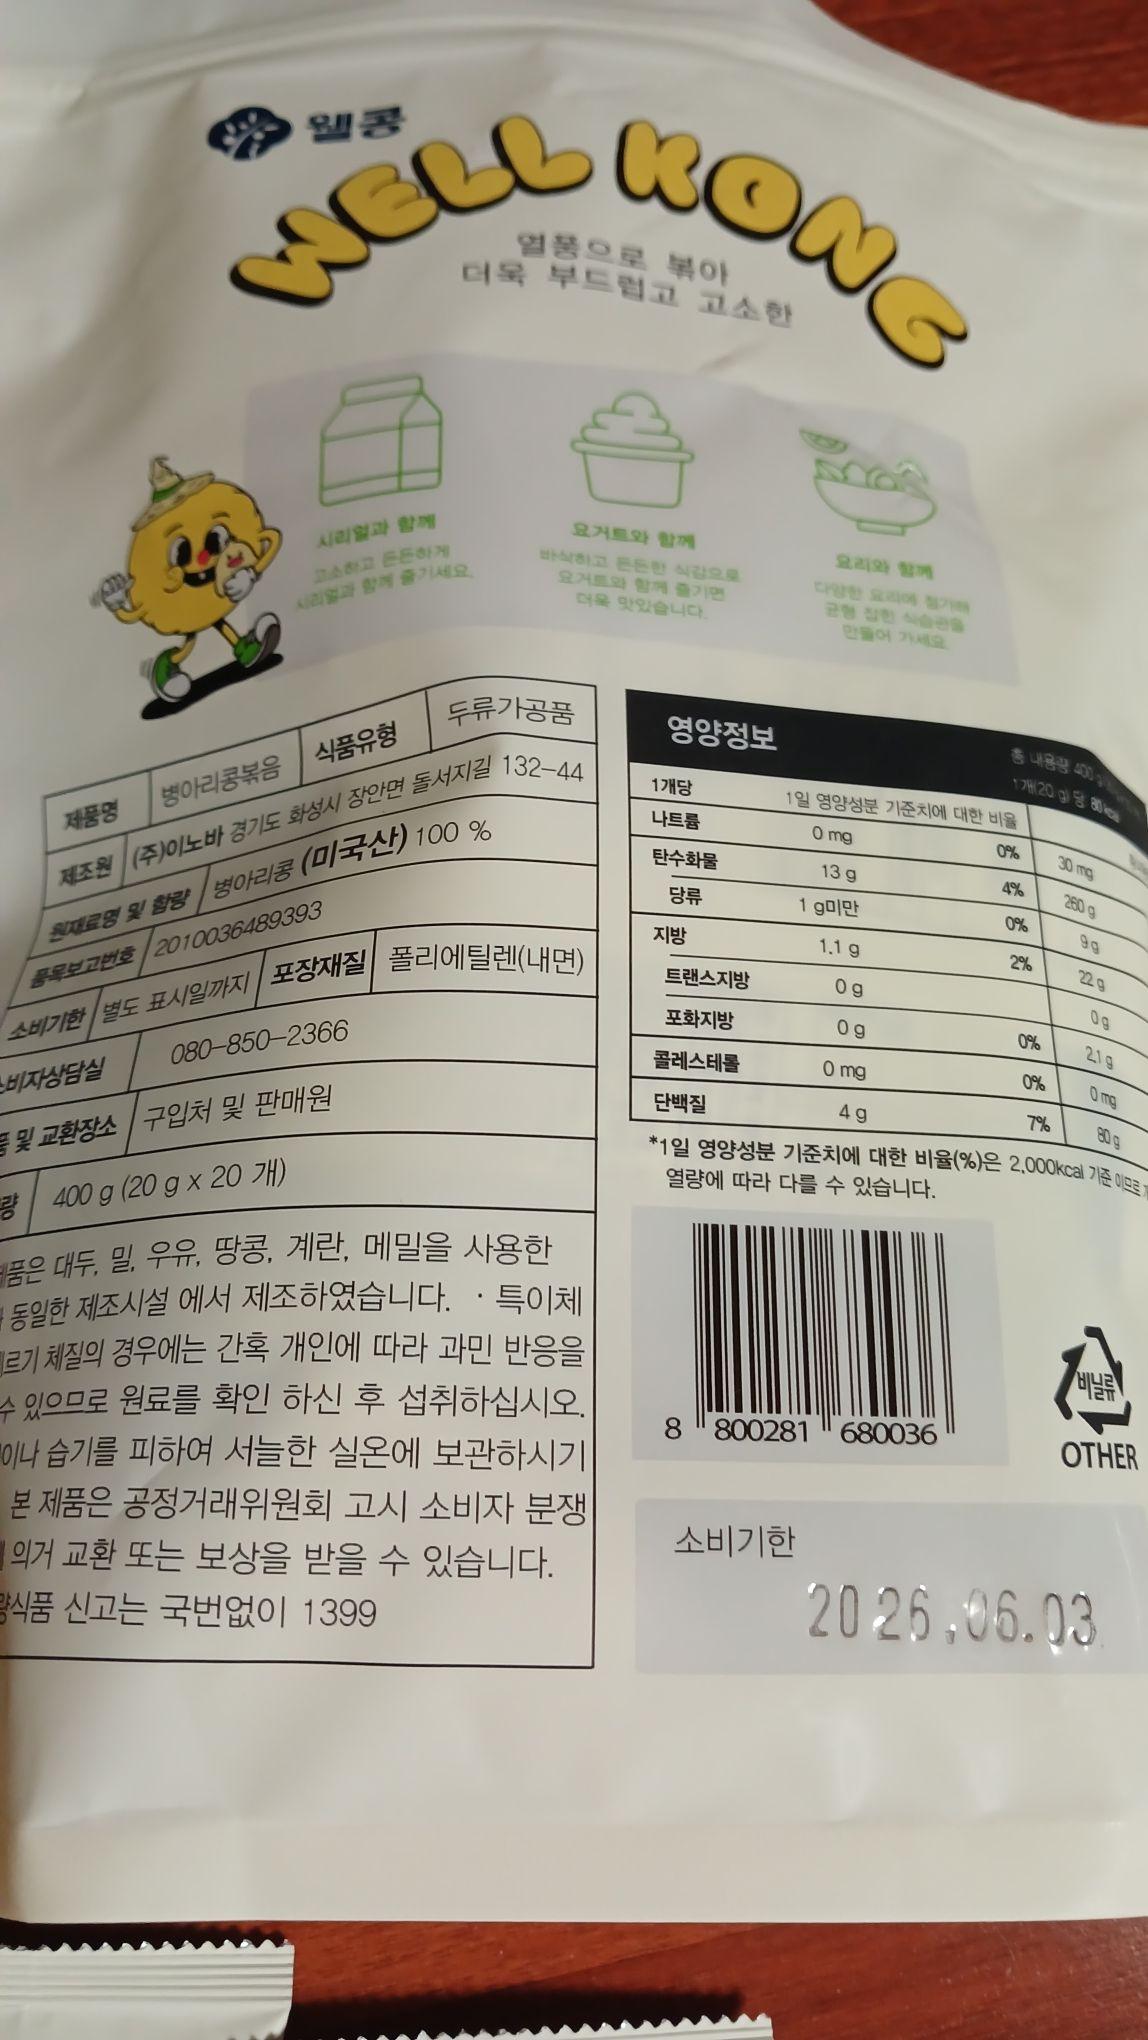 웰콩
WELL KONG
열풍으로 볶아
더욱 부드럽고 고소한
시리얼과 함께
고소하고 든든하게
시리얼과 함께 즐기세요.
요거트와 함께
바삭하고 든든한 식감으로
요거트와 함께 즐기면
더욱 맛있습니다.
요리와 함께
다양한 요리에 첨가해
균형 잡힌 식습관을
만들어 가세요
제품명 병아리콩볶음 식품유형 두류가공품
제조원 (주)이노바 경기도 화성시 장안면 돌서지길 132-44
원재료명 및 함량 병아리콩 (미국산) 100 %
품목보고번호 2010036489393
소비기한 별도 표시일까지 포장재질 폴리에틸렌(내면)
비자상담실 080-850-2366
및 교환장소 구입처 및 판매원
량 400 g (20 g x 20 개)
제품은 대두, 밀, 우유, 땅콩, 계란, 메밀을 사용한
동일한 제조시설 에서 제조하였습니다. · 특이체
르기 체질의 경우에는 간혹 개인에 따라 과민 반응을
수 있으므로 원료를 확인 하신 후 섭취하십시오.
이나 습기를 피하여 서늘한 실온에 보관하시기
본 제품은 공정거래위원회 고시 소비자 분쟁
의거 교환 또는 보상을 받을 수 있습니다.
량식품 신고는 국번없이 1399
영양정보
총 내용량 400 g
1개(20 g) 당 80 kcal
1개당 1일 영양성분 기준치에 대한 비율
나트륨 0 mg 0% 30 mg
탄수화물 13 g 4% 260 g
당류 1 g미만 0% 9 g
지방 1.1 g 2% 22 g
트랜스지방 0 g 0 g
포화지방 0 g 0% 2.1 g
콜레스테롤 0 mg 0% 0 mg
단백질 4 g 7% 80 g
*1일 영양성분 기준치에 대한 비율(%)은 2,000kcal 기준 이므로
열량에 따라 다를 수 있습니다.
8 800281 680036
비닐류
OTHER
소비기한
2026.06.03